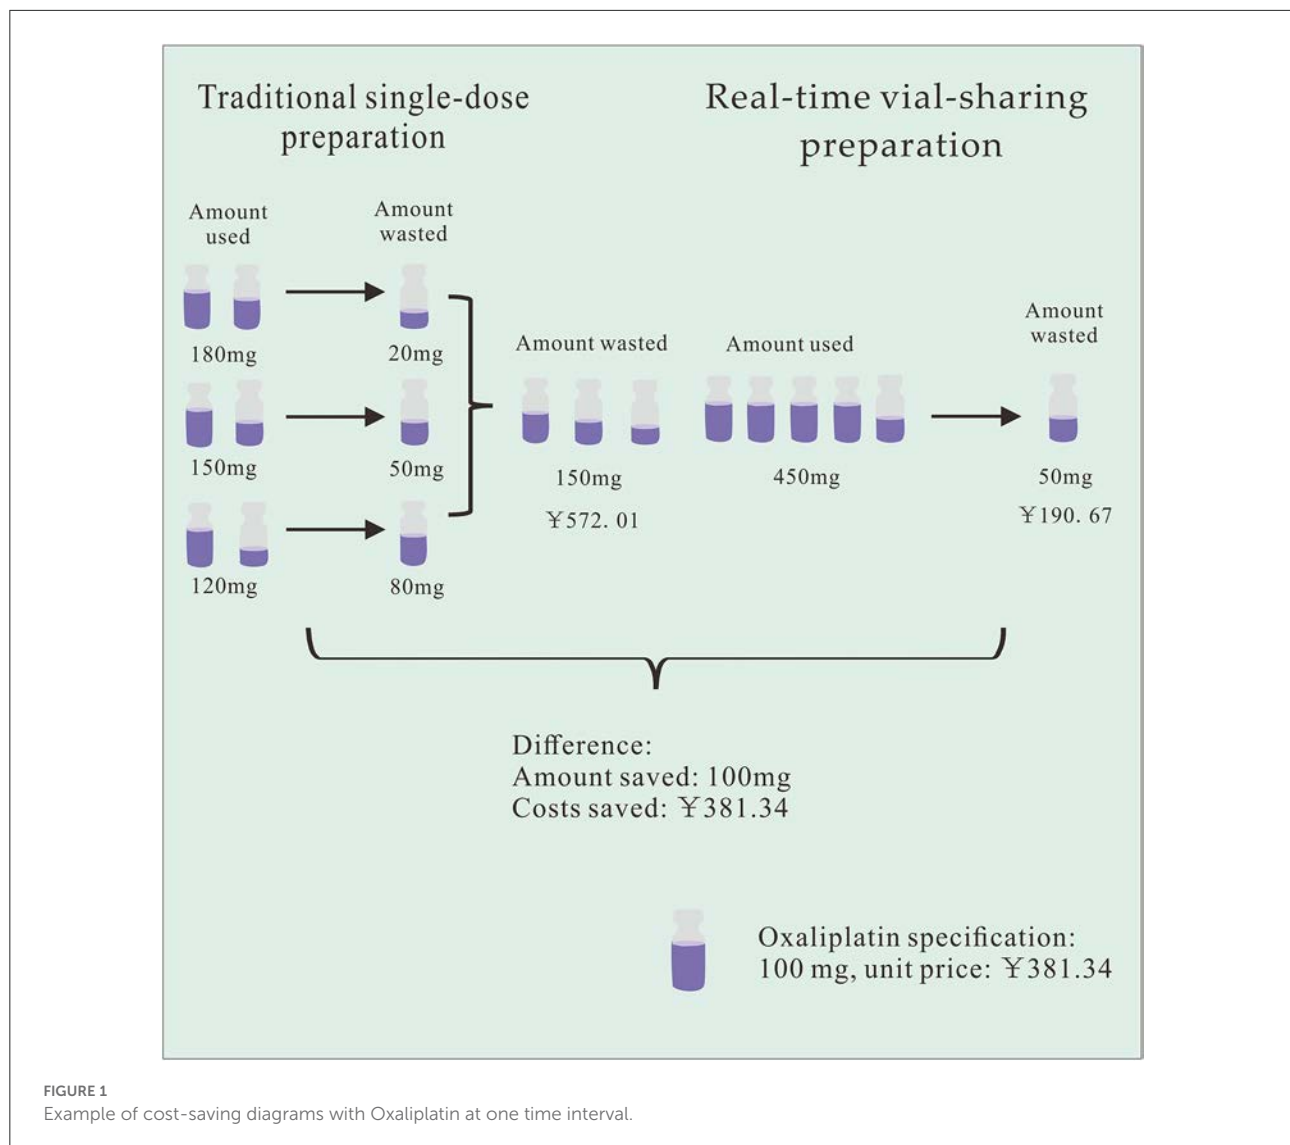 Traditional single-dose
preparation
Real-time vial-sharing
preparation
Amount
used
Amount
wasted
180mg
20mg
150mg
50mg
120mg
80mg
Amount wasted
150mg
¥572. 01
Amount used
450mg
Amount
wasted
50mg
¥190. 67
Difference:
Amount saved: 100mg
Costs saved: ¥381.34
Oxaliplatin specification:
100 mg, unit price: ¥381.34
FIGURE 1
Example of cost-saving diagrams with Oxaliplatin at one time interval.